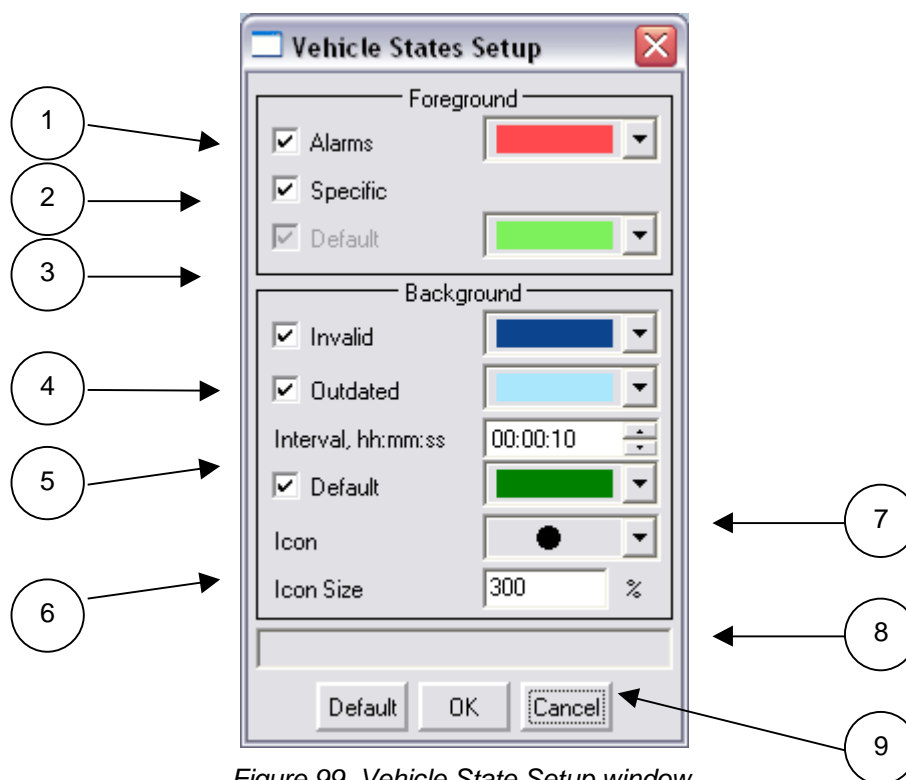 Vehicle States Setup
Foreground
1
Alarms
2
Specific
3
Default
Background
Invalid
4
Outdated
Interval, hh:mm:ss 00:00:10
5
Default
7
Icon
6
Icon Size 300 %
8
Default OK Cancel
9
Figure 99. Vehicle State Setup window